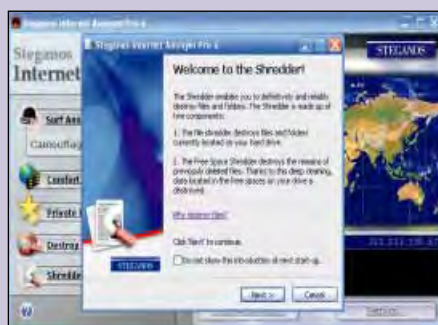 Steganos Internet Anonym Pro 6
Steganos
Internet
STEGANOS
Steganos Internet Anonym Pro 6
Welcome to the Shredder!
The Shredder enables you to definitively and reliably
destroy files and folders. The Shredder is made up of
two components:
1. The file shredder destroys files and folders
currently located on your hard drive.
2. The Free Space Shredder destroys the remains of
previously deleted files. Thanks to this deep cleaning,
data located in the free spaces on your drive is
destroyed.
Why destroy files?
Click 'Next' to continue.
Do not show this introduction at next start-up.
STEGANOS
Next >
Cancel
Surf Ano
Camouflag
Comfort
Private
Destroy
Shredde
Settings